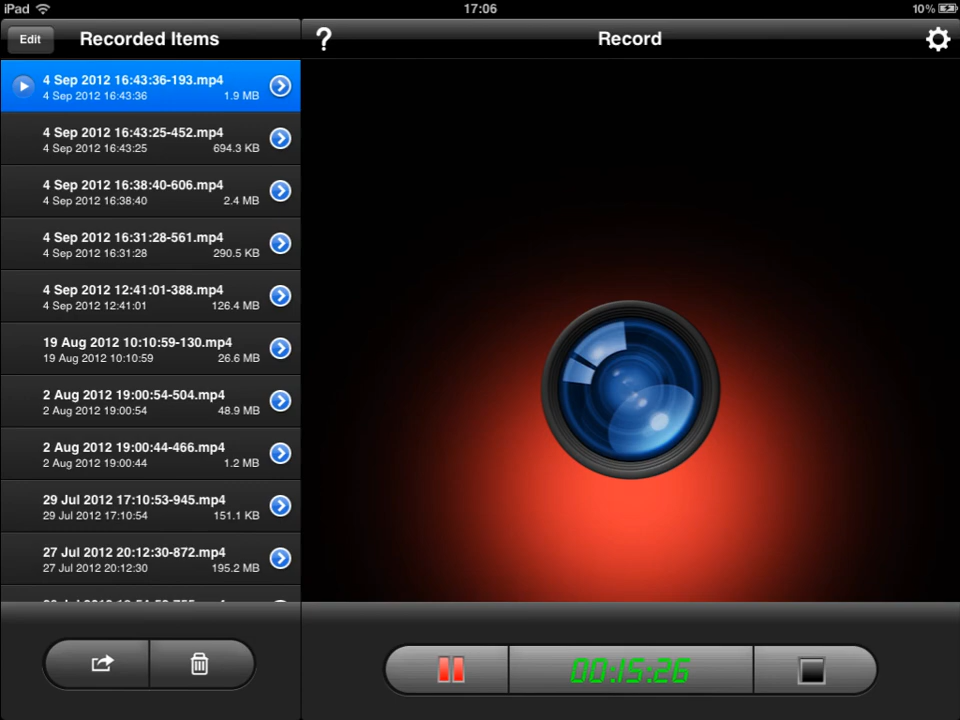 iPad
17:06
10%
Edit
Recorded Items
?
Record
4 Sep 2012 16:43:36-193.mp4
4 Sep 2012 16:43:36 1.9 MB
4 Sep 2012 16:43:25-452.mp4
4 Sep 2012 16:43:25 694.3 KB
4 Sep 2012 16:38:40-606.mp4
4 Sep 2012 16:38:40 2.4 MB
4 Sep 2012 16:31:28-561.mp4
4 Sep 2012 16:31:28 290.5 KB
4 Sep 2012 12:41:01-388.mp4
4 Sep 2012 12:41:01 126.4 MB
19 Aug 2012 10:10:59-130.mp4
19 Aug 2012 10:10:59 26.6 MB
2 Aug 2012 19:00:54-504.mp4
2 Aug 2012 19:00:54 48.9 MB
2 Aug 2012 19:00:44-466.mp4
2 Aug 2012 19:00:44 1.2 MB
29 Jul 2012 17:10:53-945.mp4
29 Jul 2012 17:10:54 151.1 KB
27 Jul 2012 20:12:30-872.mp4
27 Jul 2012 20:12:30 195.2 MB
00:15:26